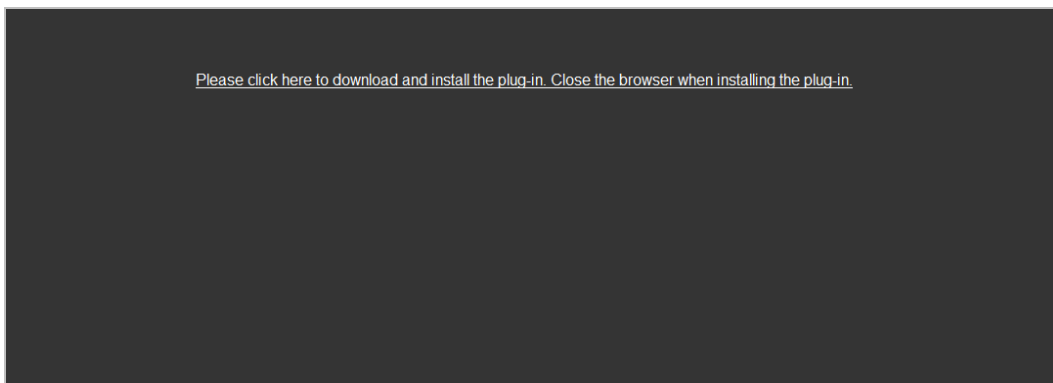 Please click here to download and install the plug-in. Close the browser when installing the plug-in.